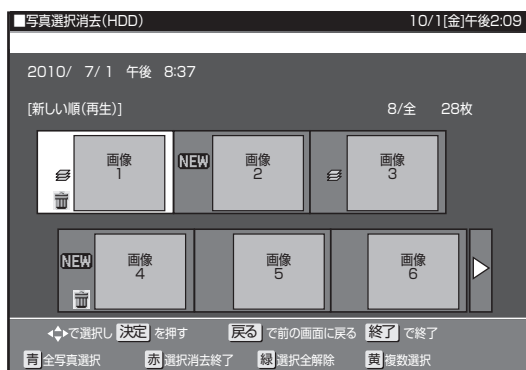 ■写真選択消去(HDD) 10/1[金]午後2:09
2010/ 7/ 1 午後 8:37
[新しい順(再生)] 8/全 28枚
画像 NEW 画像 画像
1 2 3
NEW 画像 画像 画像
4 5 6
で選択し 決定 を押す 戻る で前の画面に戻る 終了 で終了
青 全写真選択 赤 選択消去終了 緑 選択全解除 黄 複数選択